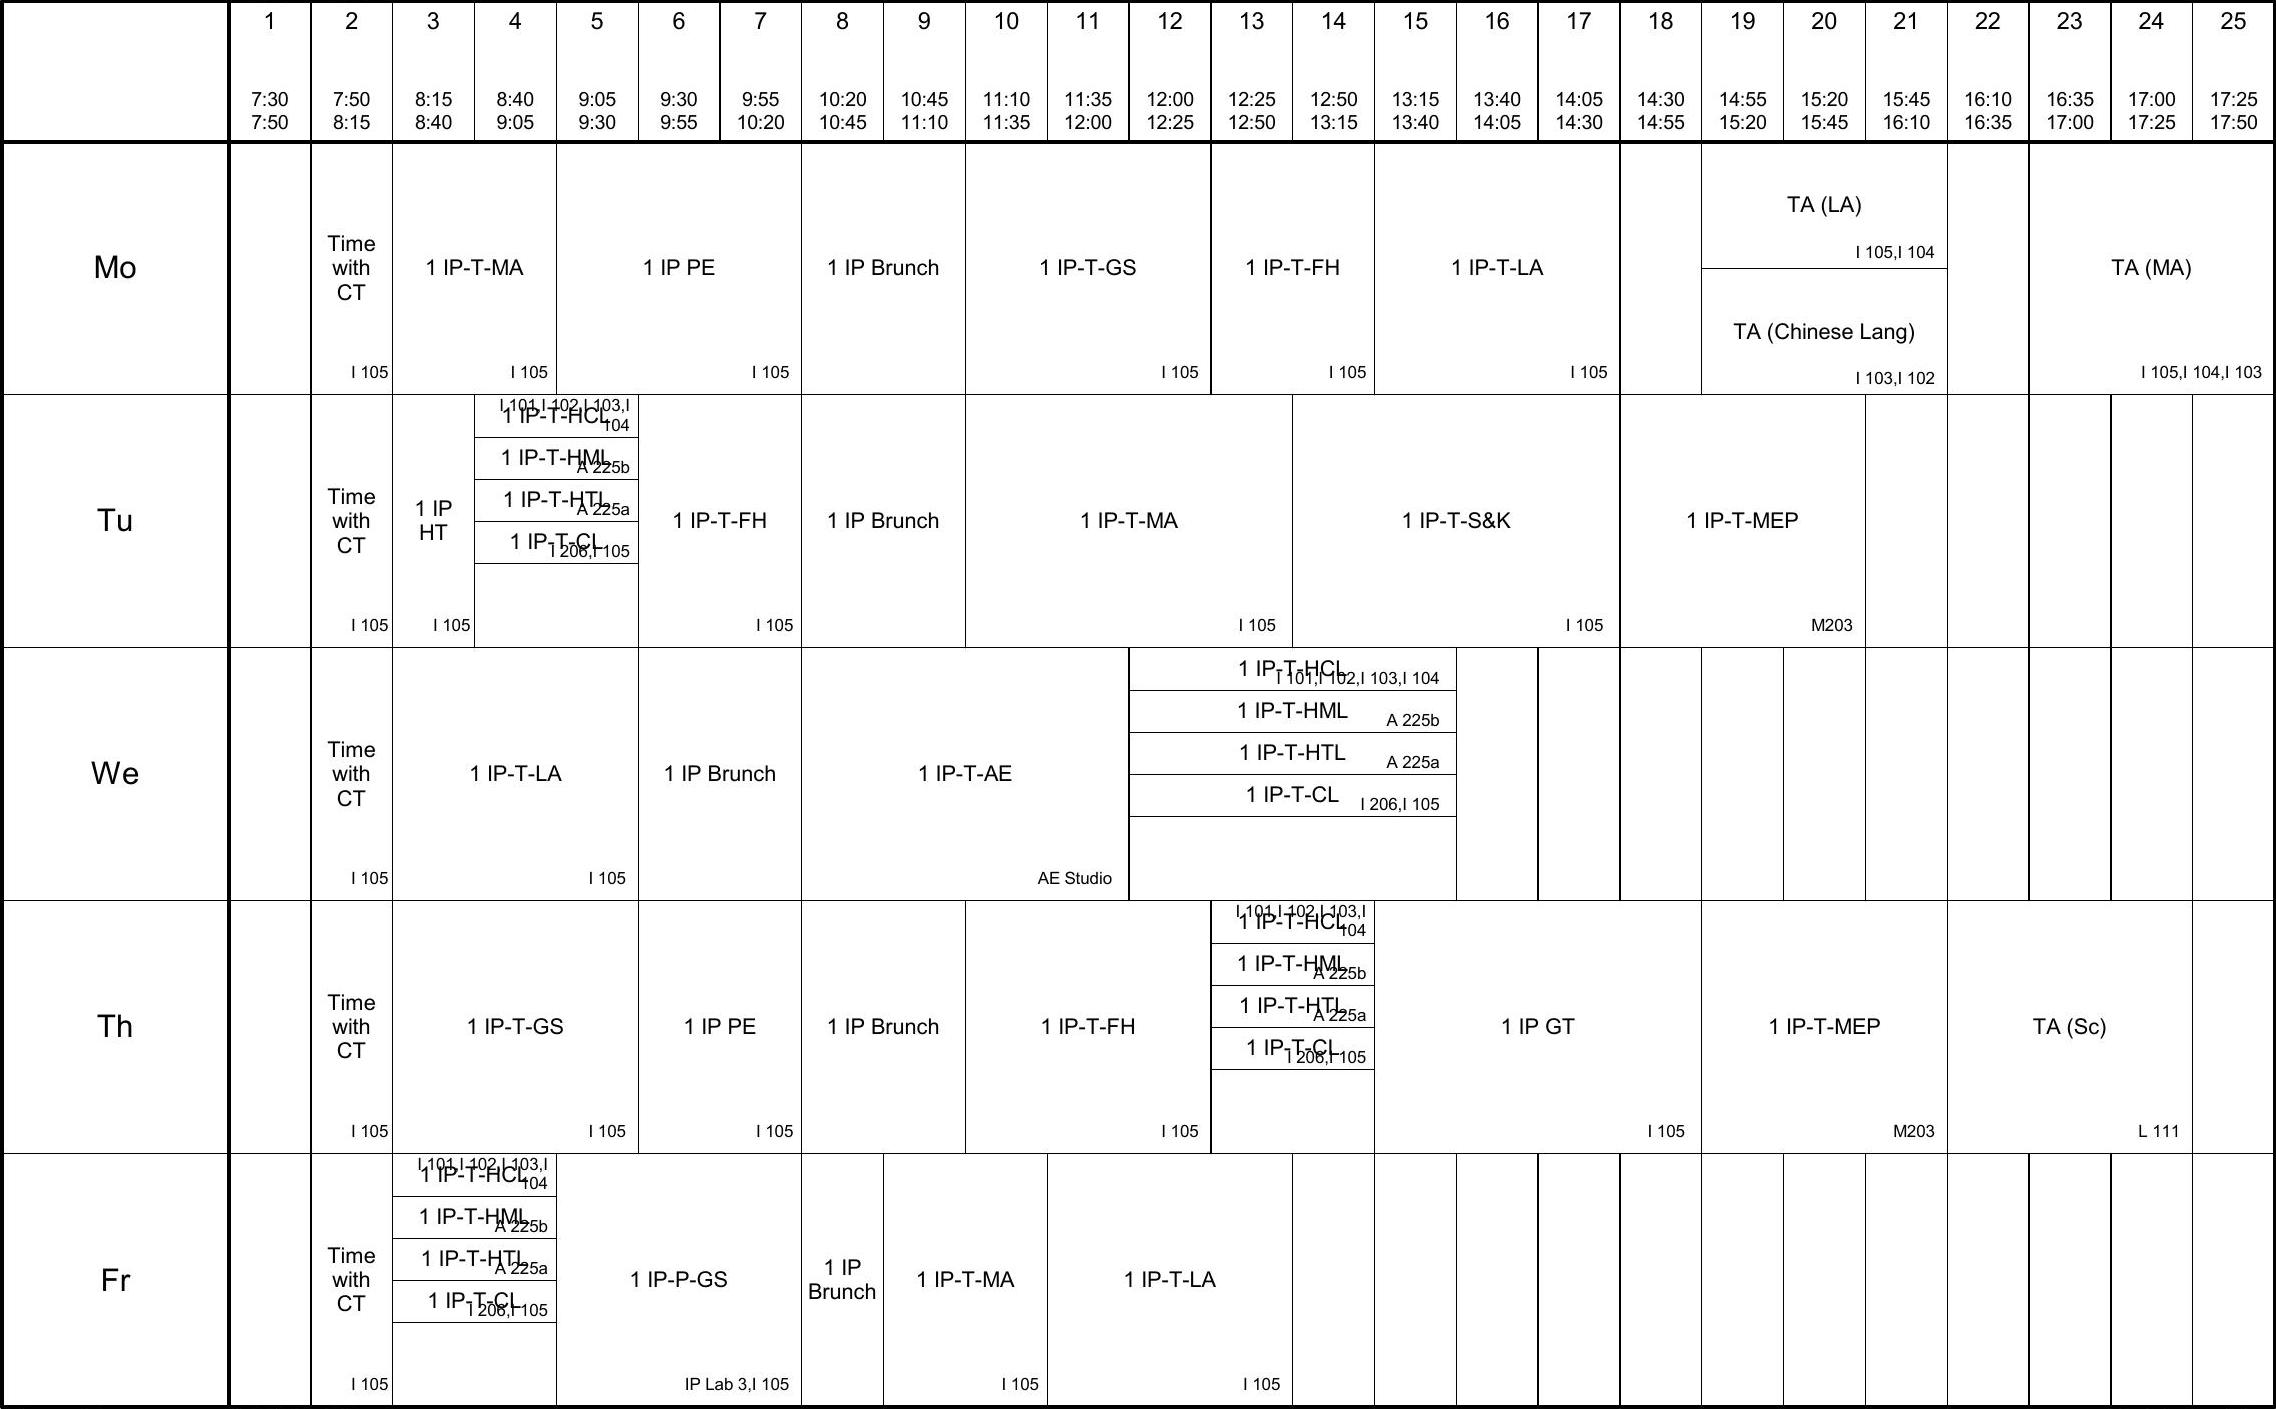 1 2 3 4 5 6 7 8 9 10 11 12 13 14 15 16 17 18 19 20 21 22 23 24 25
7:30 7:50 8:15 8:40 9:05 9:30 9:55 10:20 10:45 11:10 11:35 12:00 12:25 12:50 13:15 13:40 14:05 14:30 14:55 15:20 15:45 16:10 16:35 17:00 17:25
7:50 8:15 8:40 9:05 9:30 9:55 10:20 10:45 11:10 11:35 12:00 12:25 12:50 13:15 13:40 14:05 14:30 14:55 15:20 15:45 16:10 16:35 17:00 17:25 17:50
Mo
Time
with
CT
I 105
1 IP-T-MA
I 105
1 IP PE
I 105
1 IP Brunch
1 IP-T-GS
I 105
1 IP-T-FH
I 105
1 IP-T-LA
I 105
TA (LA)
I 105,I 104
TA (Chinese Lang)
I 103,I 102
TA (MA)
I 105,I 104,I 103
Tu
Time
with
CT
I 105
1 IP
HT
I 105
1 IP-T-HCL
I 101,I 102,I 103,I
104
1 IP-T-HML
A 225b
1 IP-T-HTL
A 225a
1 IP-T-CL
I 206,I 105
1 IP-T-FH
I 105
1 IP Brunch
1 IP-T-MA
I 105
1 IP-T-S&K
I 105
1 IP-T-MEP
M203
We
Time
with
CT
I 105
1 IP-T-LA
I 105
1 IP Brunch
1 IP-T-AE
AE Studio
1 IP-T-HCL
I 101,I 102,I 103,I 104
1 IP-T-HML
A 225b
1 IP-T-HTL
A 225a
1 IP-T-CL
I 206,I 105
Th
Time
with
CT
I 105
1 IP-T-GS
I 105
1 IP PE
I 105
1 IP Brunch
1 IP-T-FH
I 105
1 IP-T-HCL
I 101,I 102,I 103,I
104
1 IP-T-HML
A 225b
1 IP-T-HTL
A 225a
1 IP-T-CL
I 206,I 105
1 IP GT
I 105
1 IP-T-MEP
M203
TA (Sc)
L 111
Fr
Time
with
CT
I 105
1 IP-T-HCL
I 101,I 102,I 103,I
104
1 IP-T-HML
A 225b
1 IP-T-HTL
A 225a
1 IP-T-CL
I 206,I 105
1 IP-P-GS
IP Lab 3,I 105
1 IP
Brunch
1 IP-T-MA
I 105
1 IP-T-LA
I 105